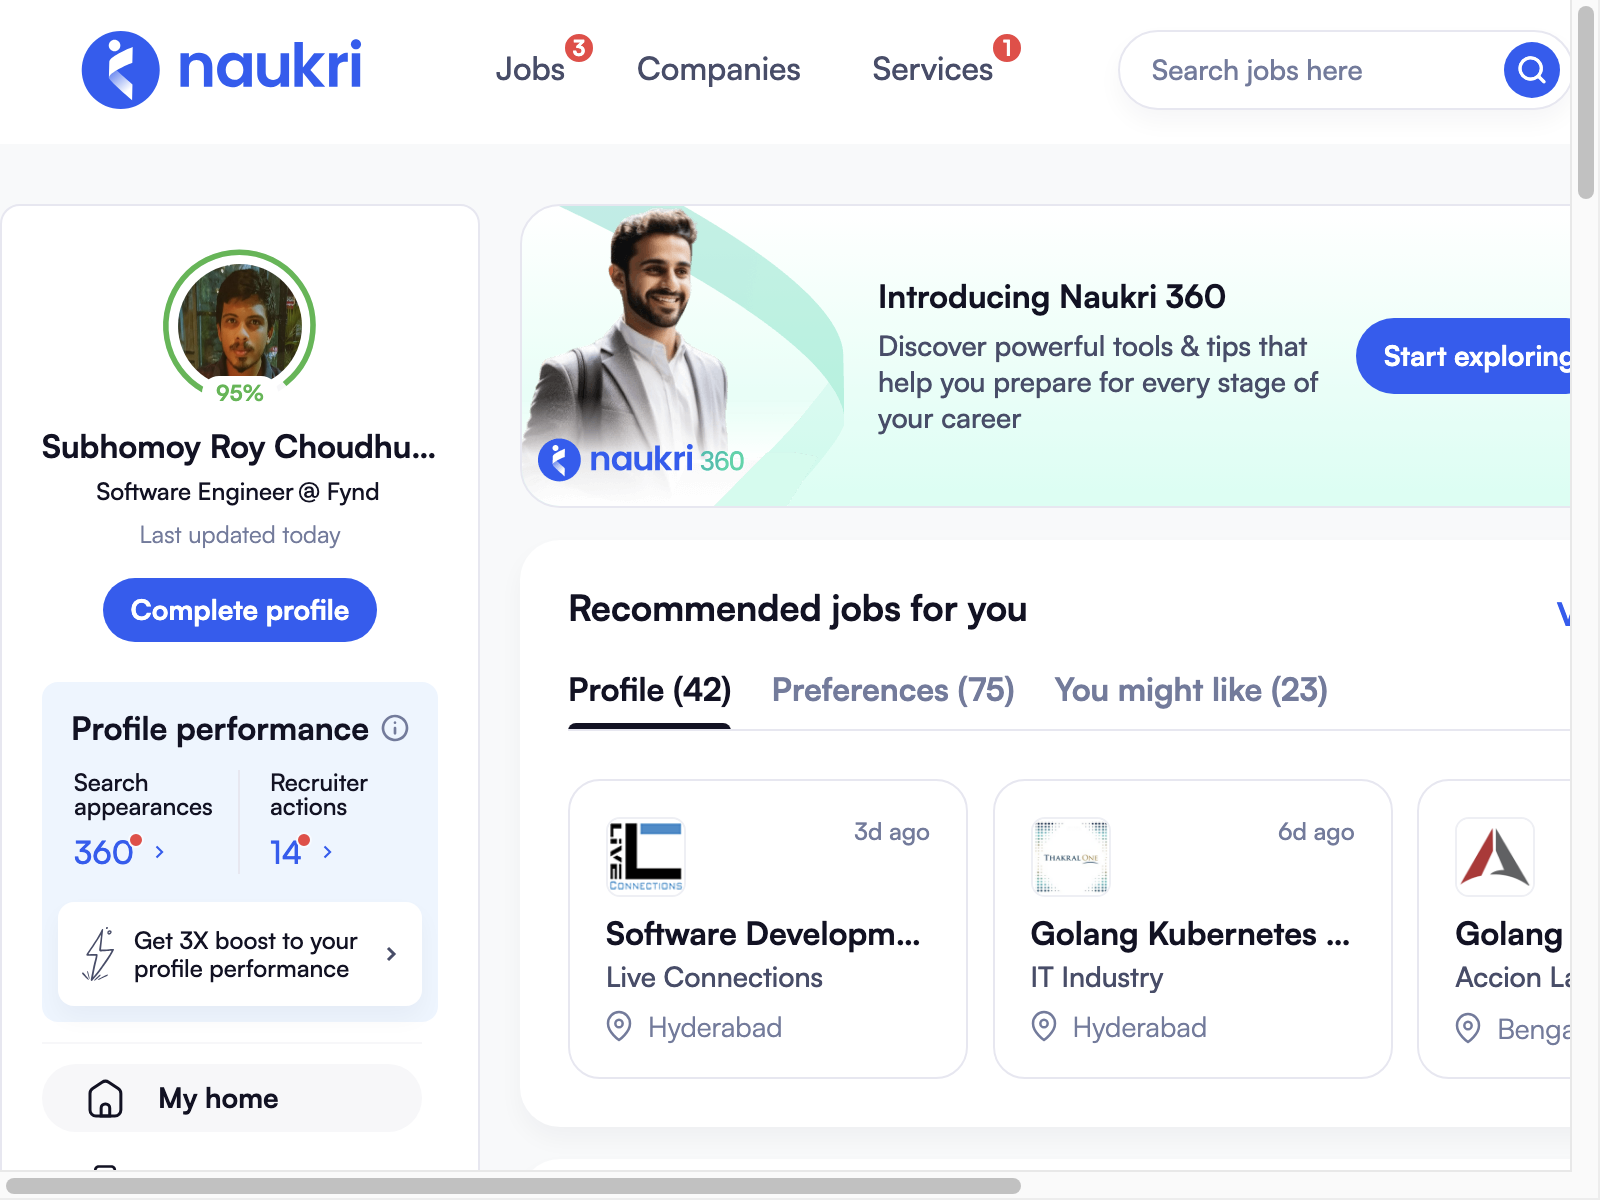 naukri
Jobs 3
Companies
Services 1
Search jobs here
95%
Subhomoy Roy Choudhu...
Software Engineer @ Fynd
Last updated today
Complete profile
Profile performance
Search
appearances
360
Recruiter
actions
14
Get 3X boost to your
profile performance
My home
naukri 360
Introducing Naukri 360
Discover powerful tools & tips that
help you prepare for every stage of
your career
Start exploring
Recommended jobs for you
V
Profile (42)
Preferences (75)
You might like (23)
LIVE
CONNECTIONS
3d ago
Software Developm...
Live Connections
Hyderabad
THAKRAL ONE
6d ago
Golang Kubernetes ...
IT Industry
Hyderabad
Golang
Accion La
Benga